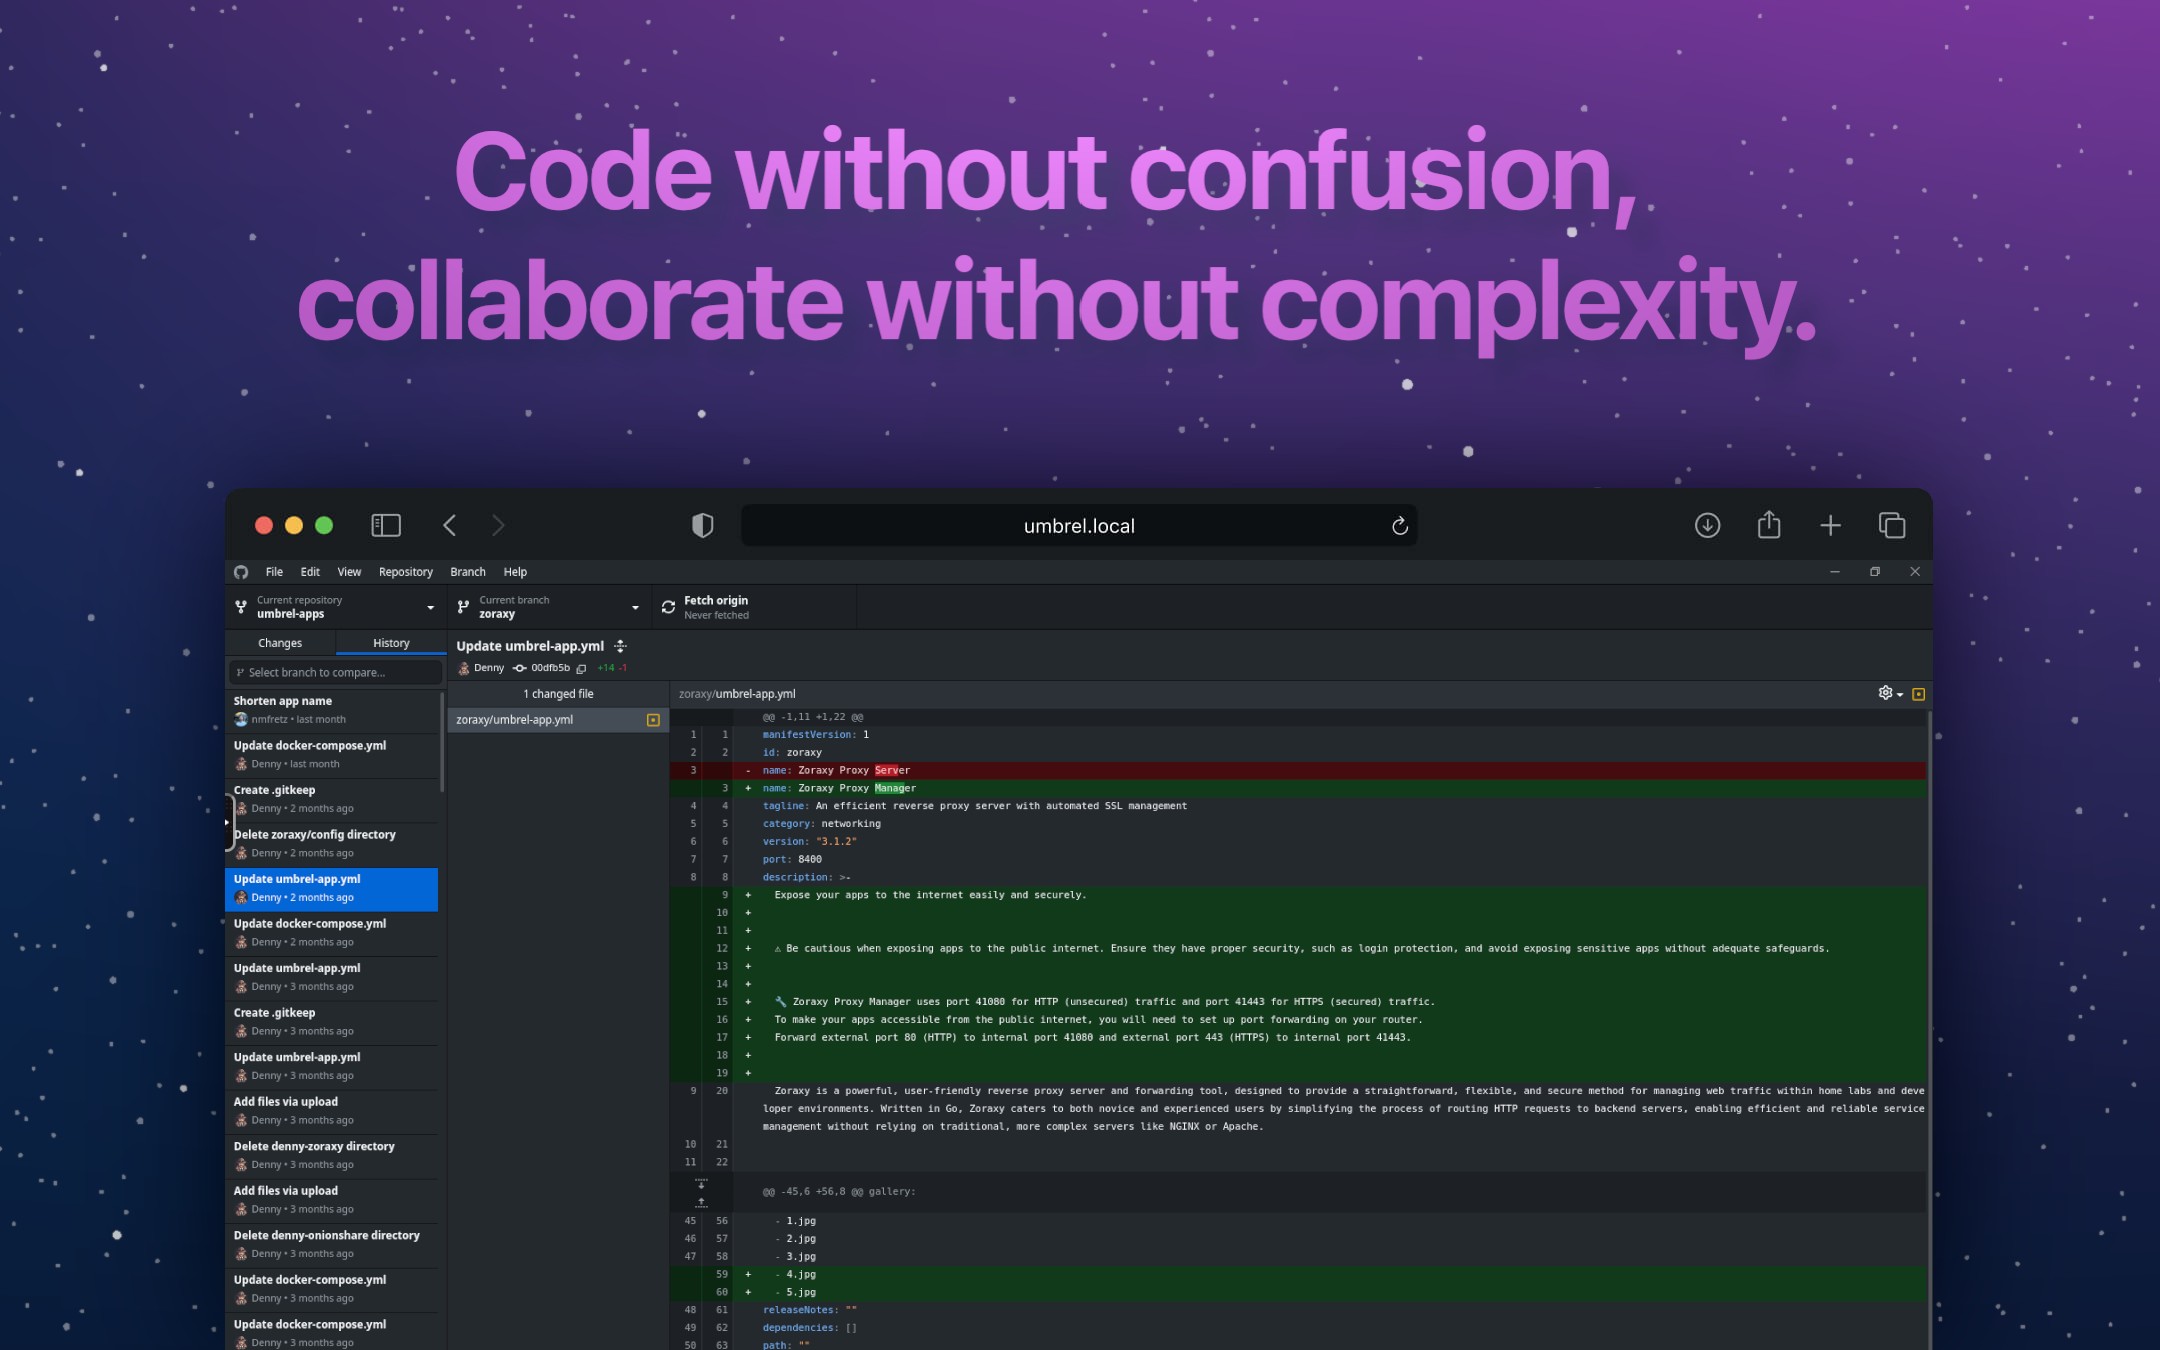 Code without confusion,
collaborate without complexity.
umbrel.local
File Edit View Repository Branch Help
Current repository
umbrel-apps
Current branch
zoraxy
Fetch origin
Never fetched
Changes
History
Select branch to compare...
Shorten app name
nmfretz • last month
Update docker-compose.yml
Denny • last month
Create .gitkeep
Denny • 2 months ago
Delete zoraxy/config directory
Denny • 2 months ago
Update umbrel-app.yml
Denny • 2 months ago
Update docker-compose.yml
Denny • 2 months ago
Update umbrel-app.yml
Denny • 3 months ago
Create .gitkeep
Denny • 3 months ago
Update umbrel-app.yml
Denny • 3 months ago
Add files via upload
Denny • 3 months ago
Delete denny-zoraxy directory
Denny • 3 months ago
Add files via upload
Denny • 3 months ago
Delete denny-onionshare directory
Denny • 3 months ago
Update docker-compose.yml
Denny • 3 months ago
Update docker-compose.yml
Denny • 3 months ago
Update umbrel-app.yml
Denny 00dfb5b +14 -1
1 changed file
zoraxy/umbrel-app.yml
zoraxy/umbrel-app.yml
@@ -1,11 +1,22 @@
1 1 manifestVersion: 1
2 2 id: zoraxy
3 - name: Zoraxy Proxy Server
3 + name: Zoraxy Proxy Manager
4 4 tagline: An efficient reverse proxy server with automated SSL management
5 5 category: networking
6 6 version: "3.1.2"
7 7 port: 8400
8 8 description: >-
9 + Expose your apps to the internet easily and securely.
10 +
11 +
12 + ⚠ Be cautious when exposing apps to the public internet. Ensure they have proper security, such as login protection, and avoid exposing sensitive apps without adequate safeguards.
13 +
14 +
15 + 🔧 Zoraxy Proxy Manager uses port 41080 for HTTP (unsecured) traffic and port 41443 for HTTPS (secured) traffic.
16 + To make your apps accessible from the public internet, you will need to set up port forwarding on your router.
17 + Forward external port 80 (HTTP) to internal port 41080 and external port 443 (HTTPS) to internal port 41443.
18 +
19 +
9 20 Zoraxy is a powerful, user-friendly reverse proxy server and forwarding tool, designed to provide a straightforward, flexible, and secure method for managing web traffic within home labs and deve
loper environments. Written in Go, Zoraxy caters to both novice and experienced users by simplifying the process of routing HTTP requests to backend servers, enabling efficient and reliable service
management without relying on traditional, more complex servers like NGINX or Apache.
10 21
11 22
@@ -45,6 +56,8 @@ gallery:
45 56 - 1.jpg
46 57 - 2.jpg
47 58 - 3.jpg
59 + - 4.jpg
60 + - 5.jpg
48 61 releaseNotes: ""
49 62 dependencies: []
50 63 path: ""